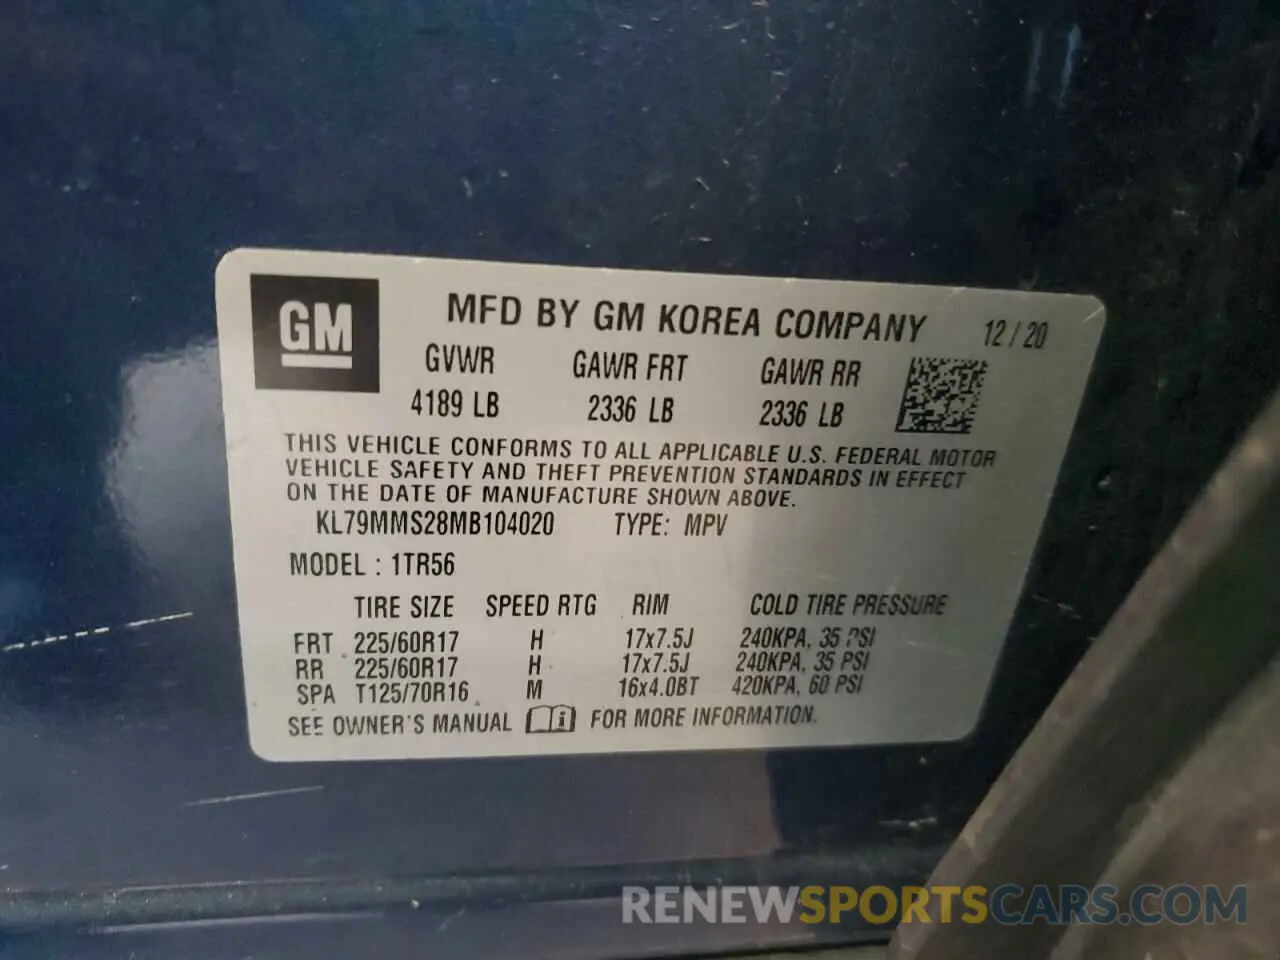 GM
MFD BY GM KOREA COMPANY 12/20
GVWR GAWR FRT GAWR RR
4189 LB 2336 LB 2336 LB
THIS VEHICLE CONFORMS TO ALL APPLICABLE U.S. FEDERAL MOTOR
VEHICLE SAFETY AND THEFT PREVENTION STANDARDS IN EFFECT
ON THE DATE OF MANUFACTURE SHOWN ABOVE.
KL79MMS28MB104020 TYPE: MPV
MODEL : 1TR56
TIRE SIZE SPEED RTG RIM COLD TIRE PRESSURE
FRT 225/60R17 H 17x7.5J 240KPA, 35 PSI
RR 225/60R17 H 17x7.5J 240KPA, 35 PSI
SPA T125/70R16 M 16x4.0BT 420KPA, 60 PSI
SEE OWNER'S MANUAL FOR MORE INFORMATION.
RENEWSPORTSCARS.COM